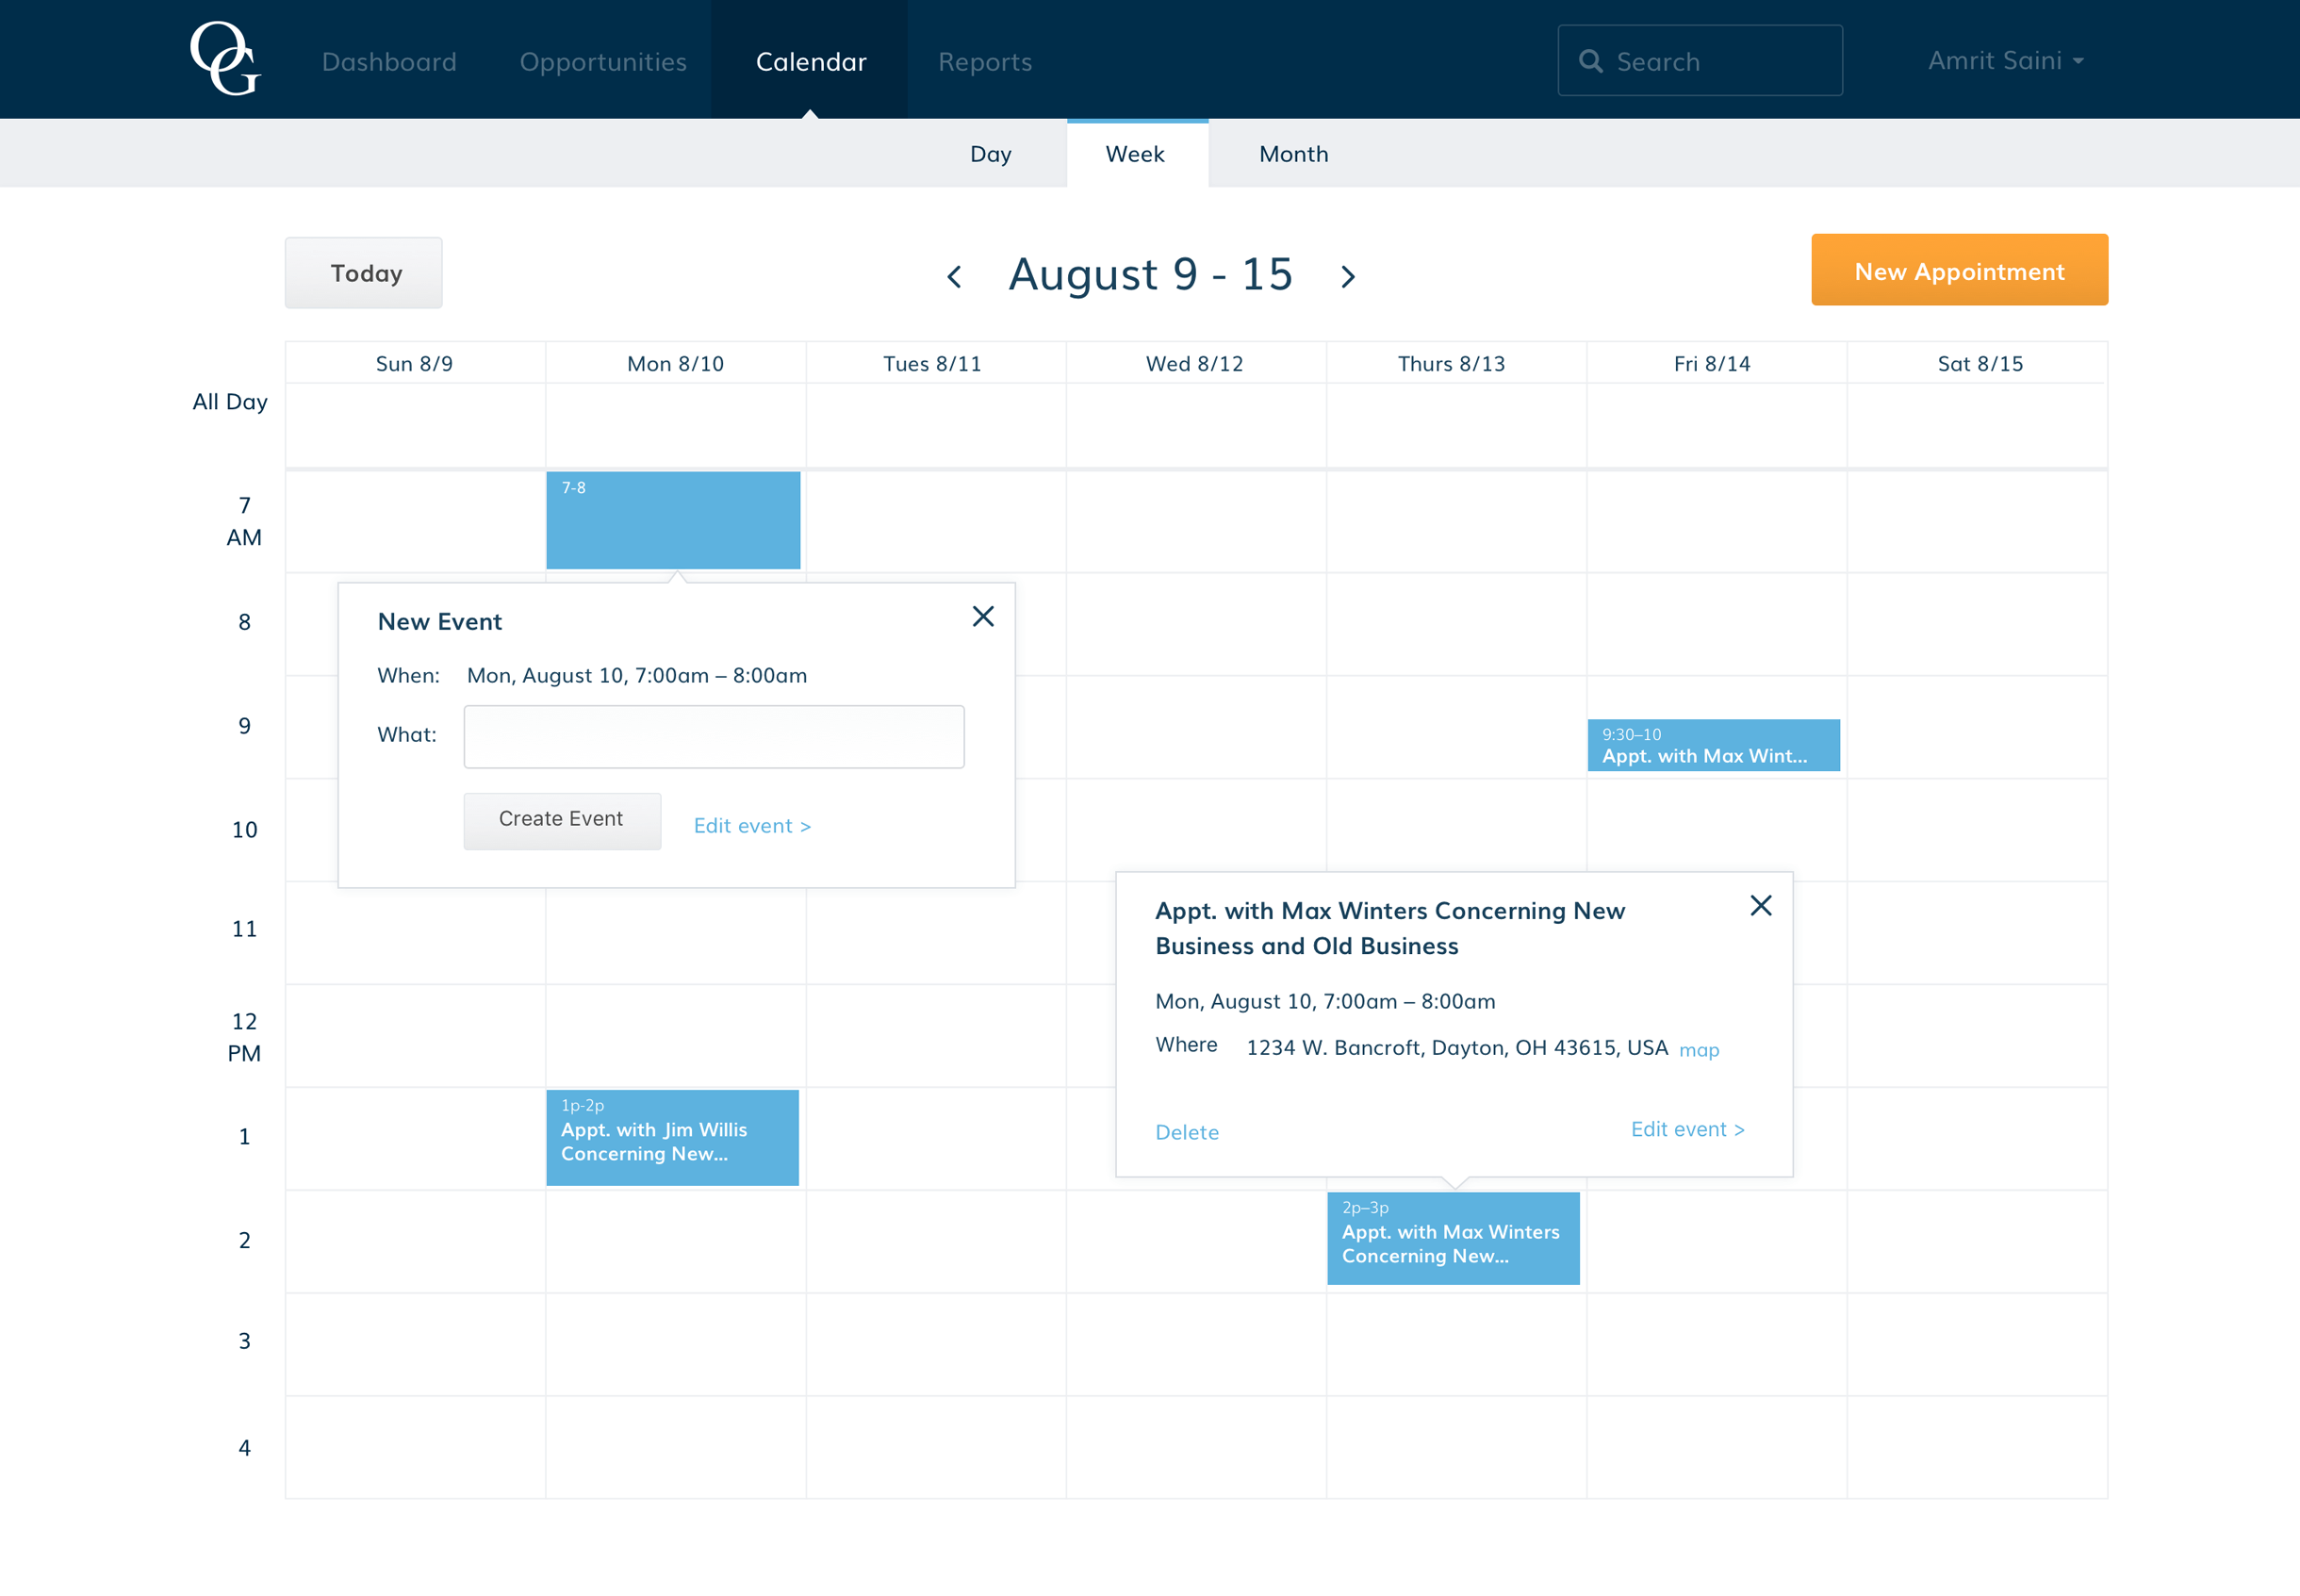 OG
Dashboard
Opportunities
Calendar
Reports
Search
Amrit Saini
Day
Week
Month
Today
August 9 - 15
New Appointment
Sun 8/9
Mon 8/10
Tues 8/11
Wed 8/12
Thurs 8/13
Fri 8/14
Sat 8/15
All Day
7
AM
7-8
8
New Event
When: Mon, August 10, 7:00am – 8:00am
What:
Create Event
Edit event >
9
9:30–10
Appt. with Max Wint...
10
11
Appt. with Max Winters Concerning New
Business and Old Business
Mon, August 10, 7:00am – 8:00am
Where 1234 W. Bancroft, Dayton, OH 43615, USA map
Delete
Edit event >
12
PM
1
1p-2p
Appt. with Jim Willis
Concerning New...
2
2p–3p
Appt. with Max Winters
Concerning New...
3
4